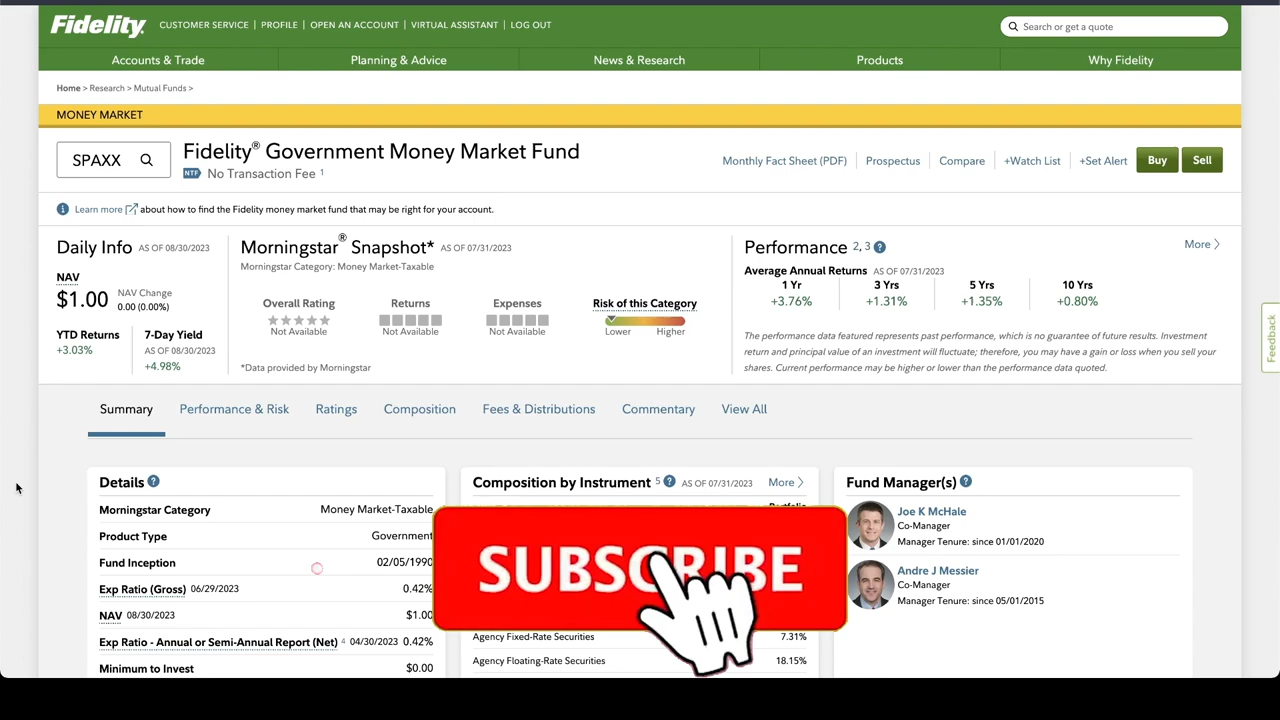 Fidelity
CUSTOMER SERVICE | PROFILE | OPEN AN ACCOUNT | VIRTUAL ASSISTANT | LOG OUT
Search or get a quote
Accounts & Trade
Planning & Advice
News & Research
Products
Why Fidelity
Home > Research > Mutual Funds >
MONEY MARKET
SPAXX
Fidelity® Government Money Market Fund
NTF No Transaction Fee 1
Monthly Fact Sheet (PDF)
Prospectus
Compare
+Watch List
+Set Alert
Buy
Sell
Learn more about how to find the Fidelity money market fund that may be right for your account.
Daily Info AS OF 08/30/2023
NAV
$1.00
NAV Change
0.00 (0.00%)
YTD Returns
+3.03%
7-Day Yield
AS OF 08/30/2023
+4.98%
Morningstar® Snapshot* AS OF 07/31/2023
Morningstar Category: Money Market-Taxable
Overall Rating
Not Available
Returns
Not Available
Expenses
Not Available
Risk of this Category
Lower Higher
*Data provided by Morningstar
Performance 2, 3 ?
More >
Average Annual Returns AS OF 07/31/2023
1 Yr
+3.76%
3 Yrs
+1.31%
5 Yrs
+1.35%
10 Yrs
+0.80%
The performance data featured represents past performance, which is no guarantee of future results. Investment
return and principal value of an investment will fluctuate; therefore, you may have a gain or loss when you sell your
shares. Current performance may be higher or lower than the performance data quoted.
Feedback
Summary
Performance & Risk
Ratings
Composition
Fees & Distributions
Commentary
View All
Details ?
Morningstar Category Money Market-Taxable
Product Type Government
Fund Inception 02/05/1990
Exp Ratio (Gross) 06/29/2023 0.42%
NAV 08/30/2023 $1.00
Exp Ratio - Annual or Semi-Annual Report (Net) 4 04/30/2023 0.42%
Minimum to Invest $0.00
Composition by Instrument 5 ? AS OF 07/31/2023 More >
SUBSCRIBE
Agency Fixed-Rate Securities 7.31%
Agency Floating-Rate Securities 18.15%
Fund Manager(s) ?
Joe K McHale
Co-Manager
Manager Tenure: since 01/01/2020
Andre J Messier
Co-Manager
Manager Tenure: since 05/01/2015